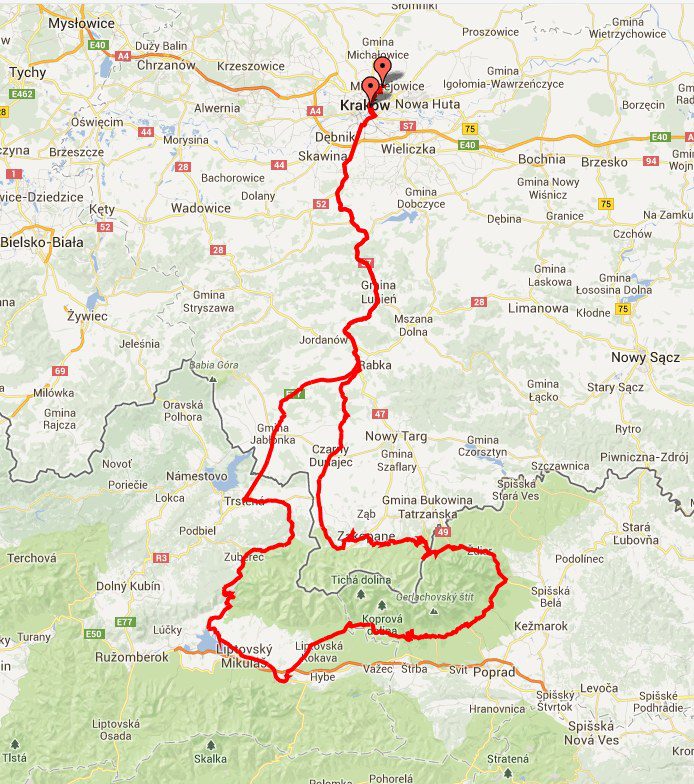 Słomniki
Mysłowice
Proszowice
Gmina
Wietrzychowice
E40
Duży Balin
Gmina
Michałowice
A4
Tychy
Chrzanów
Krzeszowice
Gmina
Igołomia-Wawrzeńczyce
E462
Alwernia
A4
Kraków
Nowa Huta
Borzęcin
Oświęcim
44
Dębnik
S7
75
E40
A4
Morysina
44
Skawina
Wieliczka
Brzeszcze
28
44
Bochnia
Brzesko
94
1
Bachorowice
Gmina Nowy
Wiśnicz
Kęty
Wadowice
Dolany
52
Gmina
Dobczyce
75
52
Dębina
Granice
Na Zamku
Bielsko-Biała
28
Czchów
Gmina
Laskowa
Gmina
Łososina Dolna
Gmina
Stryszawa
28
Limanowa
75
Żywiec
Mszana
Dolna
Kłodne
Jeleśnia
Jordanów
Nowy Sącz
69
Babia Góra
Rabka
Milówka
Gmina
Łącko
Stary Sącz
Gmina
Rajcza
Oravská
Polhora
47
Rytro
Gmina
Jabłonka
Nowy Targ
Gmina
Czorsztyn
Piwniczna-Zdrój
Novoť
Czarny
Dunajec
Gmina
Szaflary
Szczawnica
Námestovo
Poriečie
Spišská
Stará Ves
Lokca
Trstená
Ząb
Gmina Bukowina
Tatrzańska
Podbiel
49
Stará
Ľubovňa
Zakopane
R3
Zuberec
Ždiar
Podolínec
Terchová
Tichá dolina
Dolný Kubín
Gerlachovský štít
Spišská
Belá
E77
Koprová
dolina
Kežmarok
Turany
E50
Lúčky
Liptovský
Mikuláš
Liptovská
Kokava
Ružomberok
Važec
Štrba
Svit
Poprad
Hybe
Levoča
Hranovnica
Spišský
Štvrtok
Spišské
Podhradie
Liptovská
Osada
Spišská
Nová Ves
Skalka
Stratená
Pohorelá
Polomka